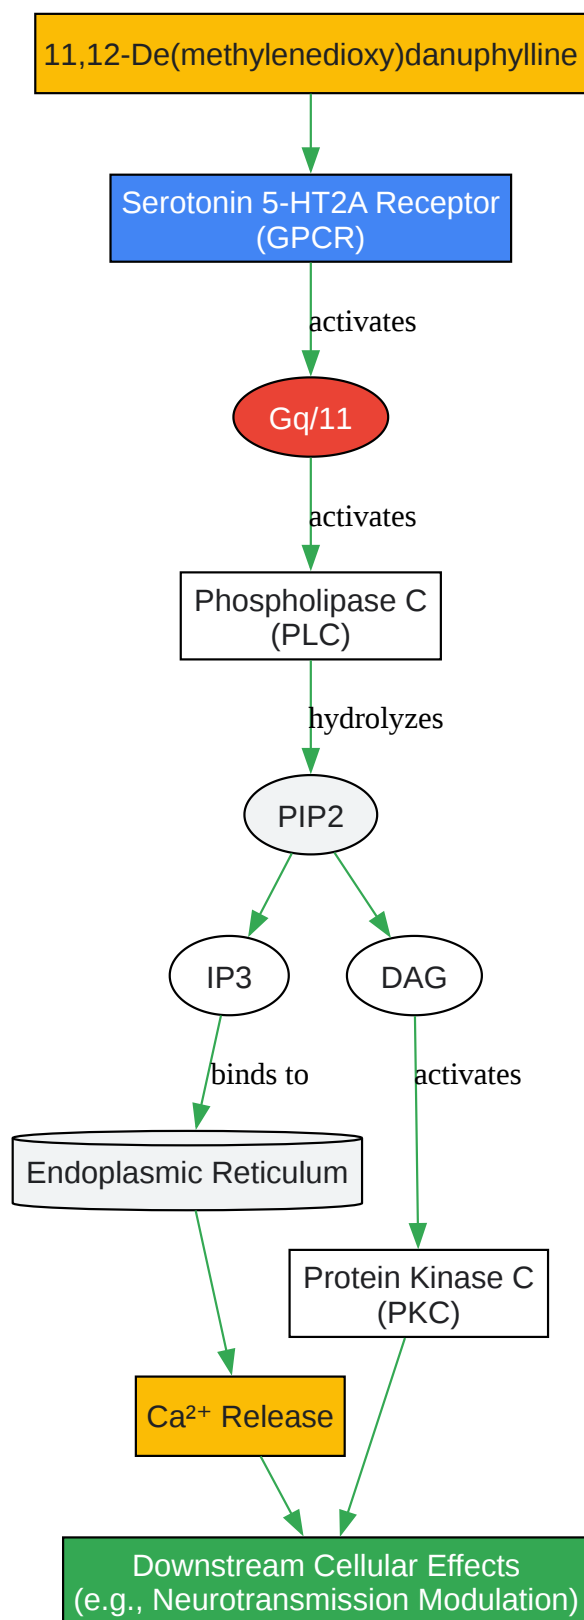 11,12-De(methylenedioxy)danuphylline
Serotonin 5-HT2A Receptor
(GPCR)
activates
Gq/11
activates
Phospholipase C
(PLC)
hydrolyzes
PIP2
IP3
DAG
binds to
activates
Endoplasmic Reticulum
Protein Kinase C
(PKC)
Ca²⁺ Release
Downstream Cellular Effects
(e.g., Neurotransmission Modulation)